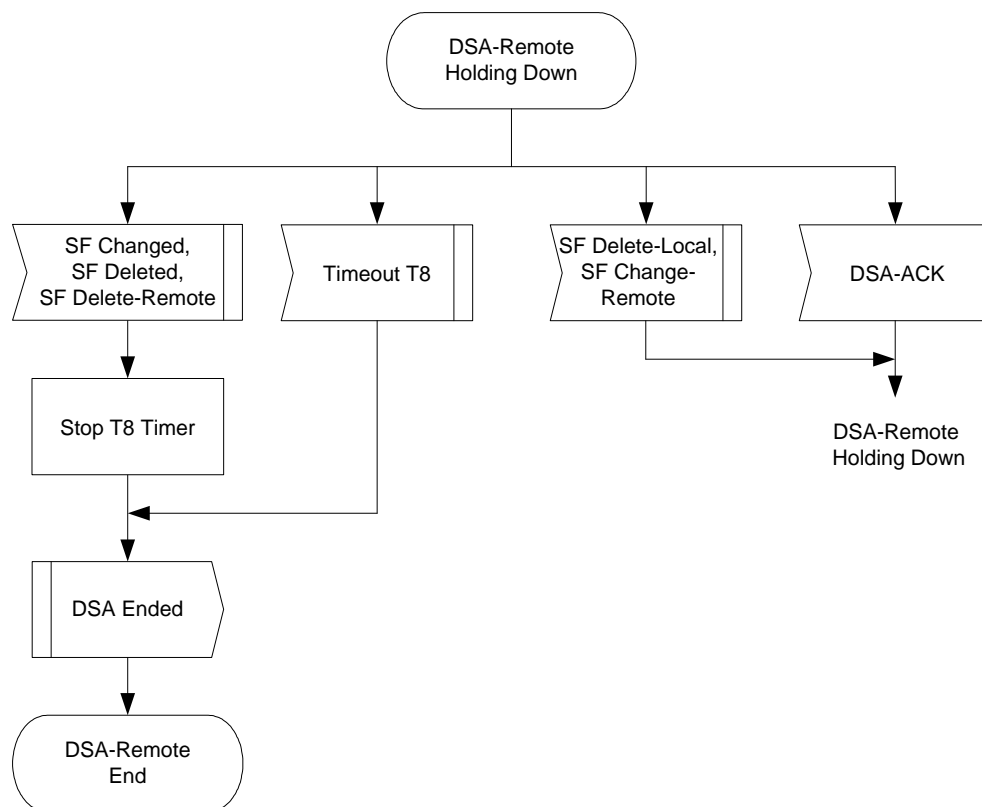 DSA-Remote
Holding Down
SF Changed,
SF Deleted,
SF Delete-Remote
Timeout T8
SF Delete-Local,
SF Change-
Remote
DSA-ACK
Stop T8 Timer
DSA-Remote
Holding Down
DSA Ended
DSA-Remote
End